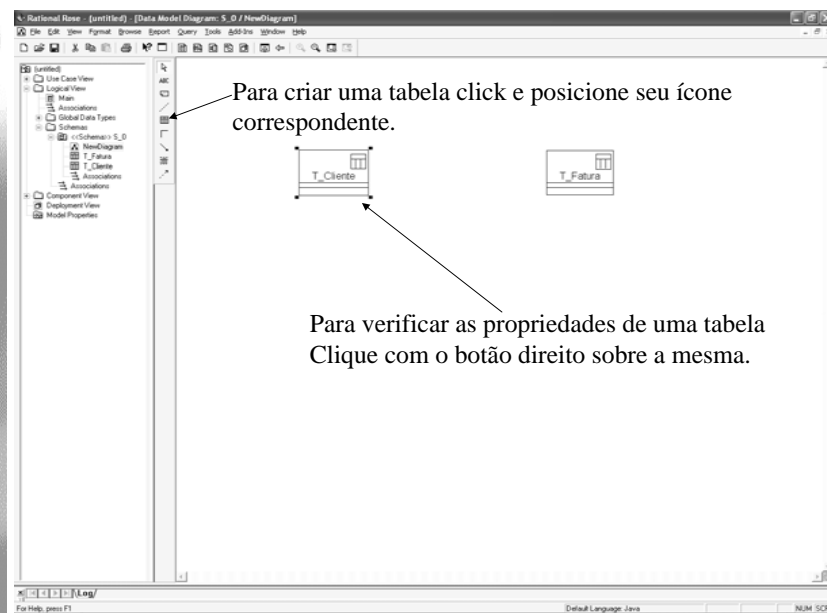 Rational Rose - (untitled) - [Data Model Diagram: S_0 / NewDiagram]
File Edit View Format Browse Report Query Tools Add-Ins Window Help
(untitled)
Use Case View
Logical View
Main
Associations
Global Data Types
Schemas
<<Schema>> S_0
NewDiagram
T_Fatura
T_Cliente
Associations
Associations
Component View
Deployment View
Model Properties
ABC
Para criar uma tabela click e posicione seu ícone
correspondente.
T_Cliente
T_Fatura
Para verificar as propriedades de uma tabela
Clique com o botão direito sobre a mesma.
Log
For Help, press F1
Default Language: Java
NUM